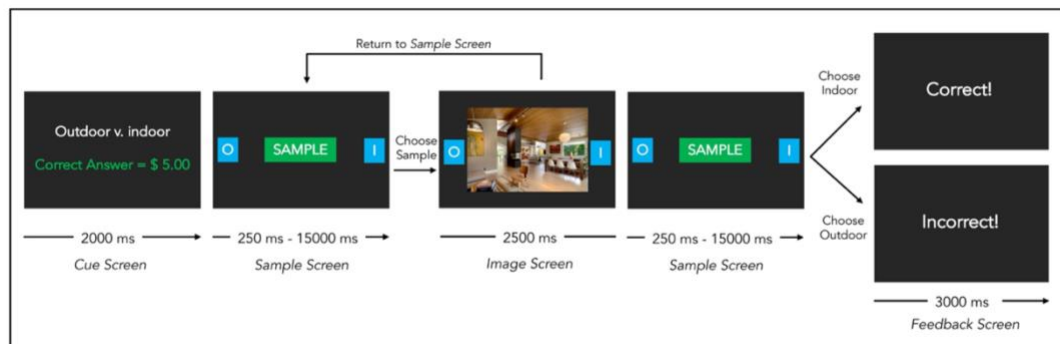 Return to Sample Screen
Outdoor v. indoor
Correct Answer = $ 5.00
O
SAMPLE
I
Choose
Sample
O
I
O
SAMPLE
I
Choose
Indoor
Choose
Outdoor
Correct!
Incorrect!
2000 ms
Cue Screen
250 ms - 15000 ms
Sample Screen
2500 ms
Image Screen
250 ms - 15000 ms
Sample Screen
3000 ms
Feedback Screen